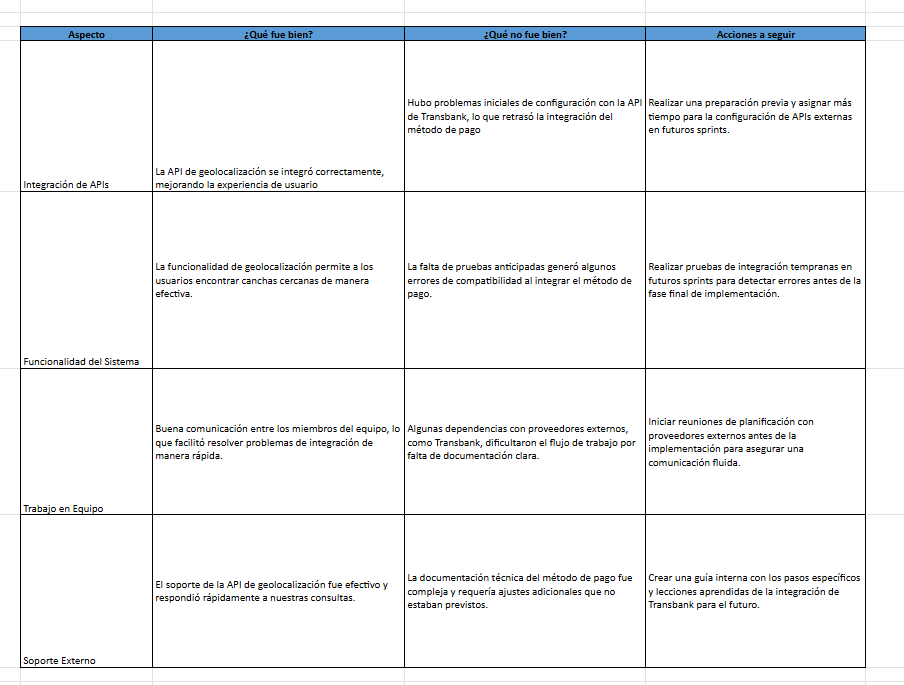 Aspecto
¿Qué fue bien?
¿Qué no fue bien?
Acciones a seguir
Integración de APIs
La API de geolocalización se integró correctamente,
mejorando la experiencia de usuario
Hubo problemas iniciales de configuración con la API
de Transbank, lo que retrasó la integración del
método de pago
Realizar una preparación previa y asignar más
tiempo para la configuración de APIs externas
en futuros sprints.
Funcionalidad del Sistema
La funcionalidad de geolocalización permite a los
usuarios encontrar canchas cercanas de manera
efectiva.
La falta de pruebas anticipadas generó algunos
errores de compatibilidad al integrar el método de
pago.
Realizar pruebas de integración tempranas en
futuros sprints para detectar errores antes de la
fase final de implementación.
Trabajo en Equipo
Buena comunicación entre los miembros del equipo, lo
que facilitó resolver problemas de integración de
manera rápida.
Algunas dependencias con proveedores externos,
como Transbank, dificultaron el flujo de trabajo por
falta de documentación clara.
Iniciar reuniones de planificación con
proveedores externos antes de la
implementación para asegurar una
comunicación fluida.
Soporte Externo
El soporte de la API de geolocalización fue efectivo y
respondió rápidamente a nuestras consultas.
La documentación técnica del método de pago fue
compleja y requería ajustes adicionales que no
estaban previstos.
Crear una guía interna con los pasos específicos
y lecciones aprendidas de la integración de
Transbank para el futuro.